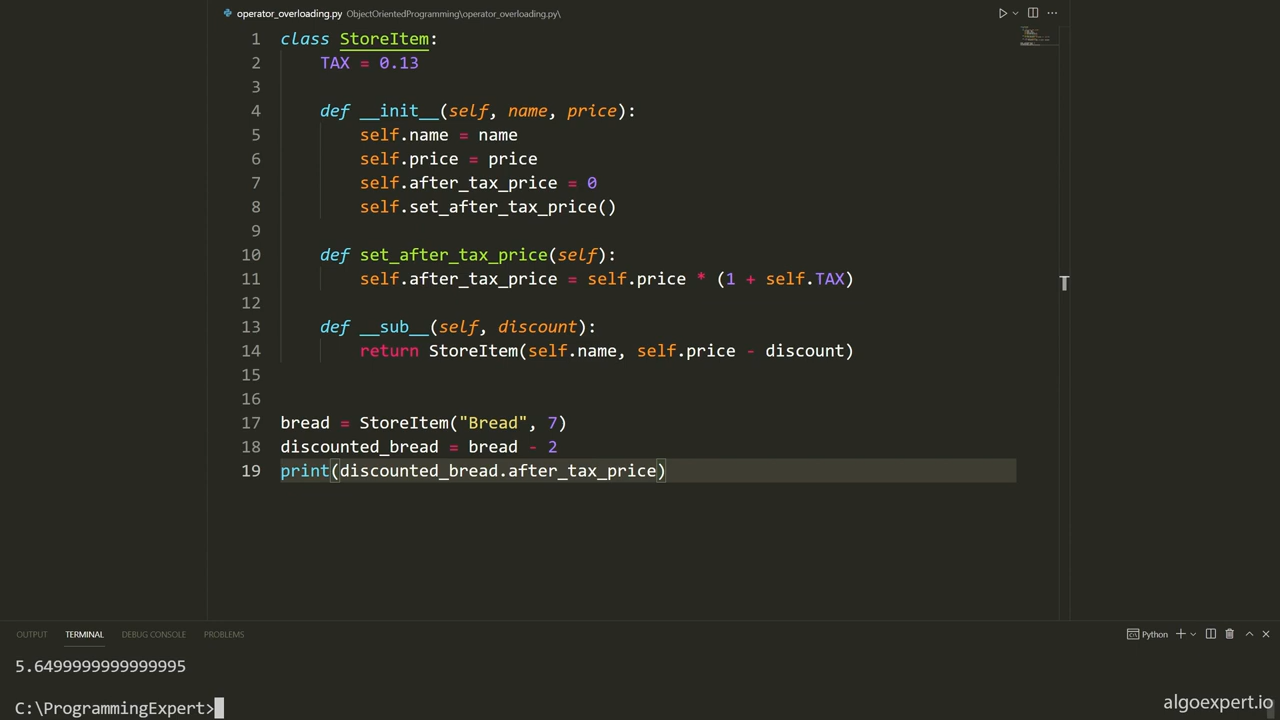 operator_overloading.py ObjectOrientedProgramming\operator_overloading.py\
1 class StoreItem:
2     TAX = 0.13
3
4     def __init__(self, name, price):
5         self.name = name
6         self.price = price
7         self.after_tax_price = 0
8         self.set_after_tax_price()
9
10     def set_after_tax_price(self):
11         self.after_tax_price = self.price * (1 + self.TAX)
12
13     def __sub__(self, discount):
14         return StoreItem(self.name, self.price - discount)
15
16
17 bread = StoreItem("Bread", 7)
18 discounted_bread = bread - 2
19 print(discounted_bread.after_tax_price)
OUTPUT TERMINAL DEBUG CONSOLE PROBLEMS Python
5.6499999999999995
C:\ProgrammingExpert>
algoexpert.io